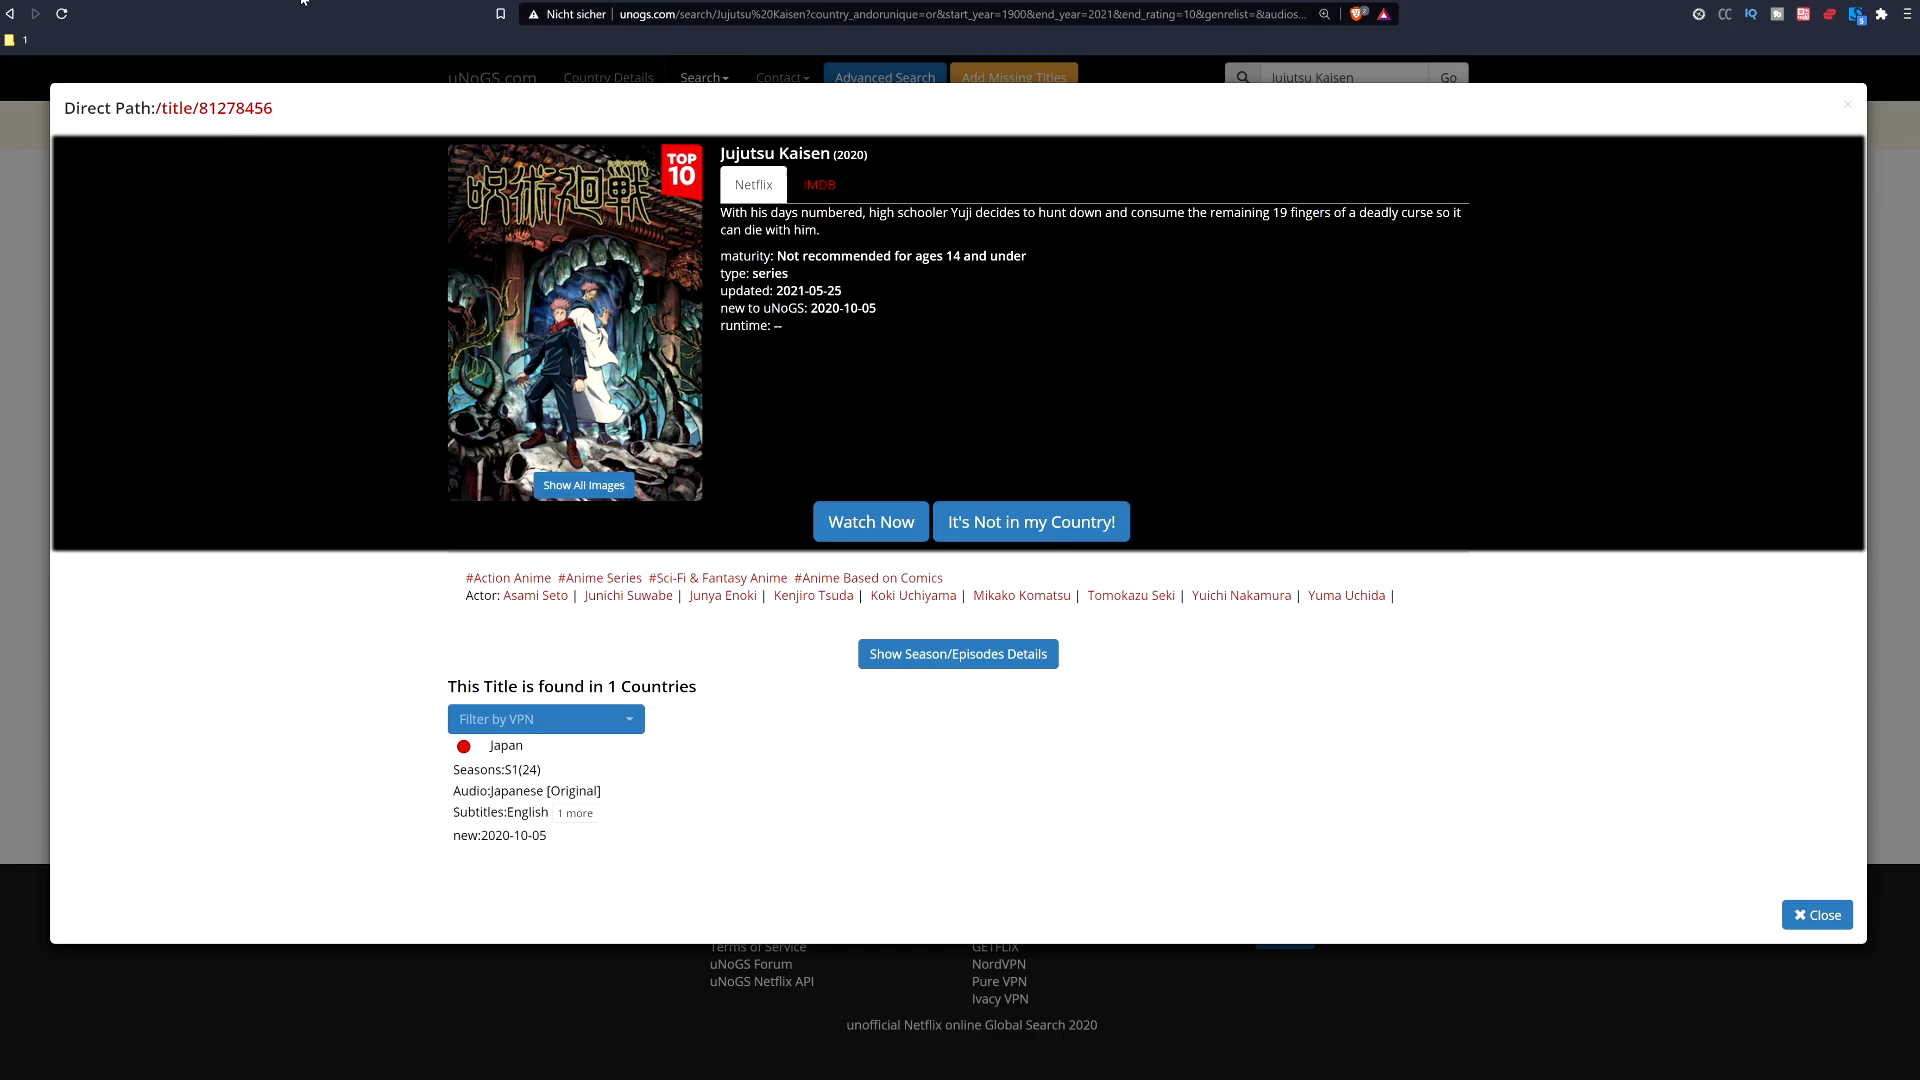 Nicht sicher
unogs.com/search/Jujutsu%20Kaisen?country_andorunique=or&start_year=1900&end_year=2021&end_rating=10&genrelist=&audios...
2
CC
IQ
5
1
uNoGS.com
Country Details
Search
Contact
Advanced Search
Add Missing Titles
Jujutsu Kaisen
Go
Direct Path:/title/81278456
×
TOP
10
呪術廻戦
Show All Images
Jujutsu Kaisen (2020)
Netflix
IMDB
With his days numbered, high schooler Yuji decides to hunt down and consume the remaining 19 fingers of a deadly curse so it
can die with him.
maturity: Not recommended for ages 14 and under
type: series
updated: 2021-05-25
new to uNoGS: 2020-10-05
runtime: --
Watch Now
It's Not in my Country!
#Action Anime #Anime Series #Sci-Fi & Fantasy Anime #Anime Based on Comics
Actor: Asami Seto | Junichi Suwabe | Junya Enoki | Kenjiro Tsuda | Koki Uchiyama | Mikako Komatsu | Tomokazu Seki | Yuichi Nakamura | Yuma Uchida |
Show Season/Episodes Details
This Title is found in 1 Countries
Filter by VPN
Japan
Seasons:S1(24)
Audio:Japanese [Original]
Subtitles:English 1 more
new:2020-10-05
Close
Terms of Service
uNoGS Forum
uNoGS Netflix API
GETFLIX
NordVPN
Pure VPN
Ivacy VPN
unofficial Netflix online Global Search 2020